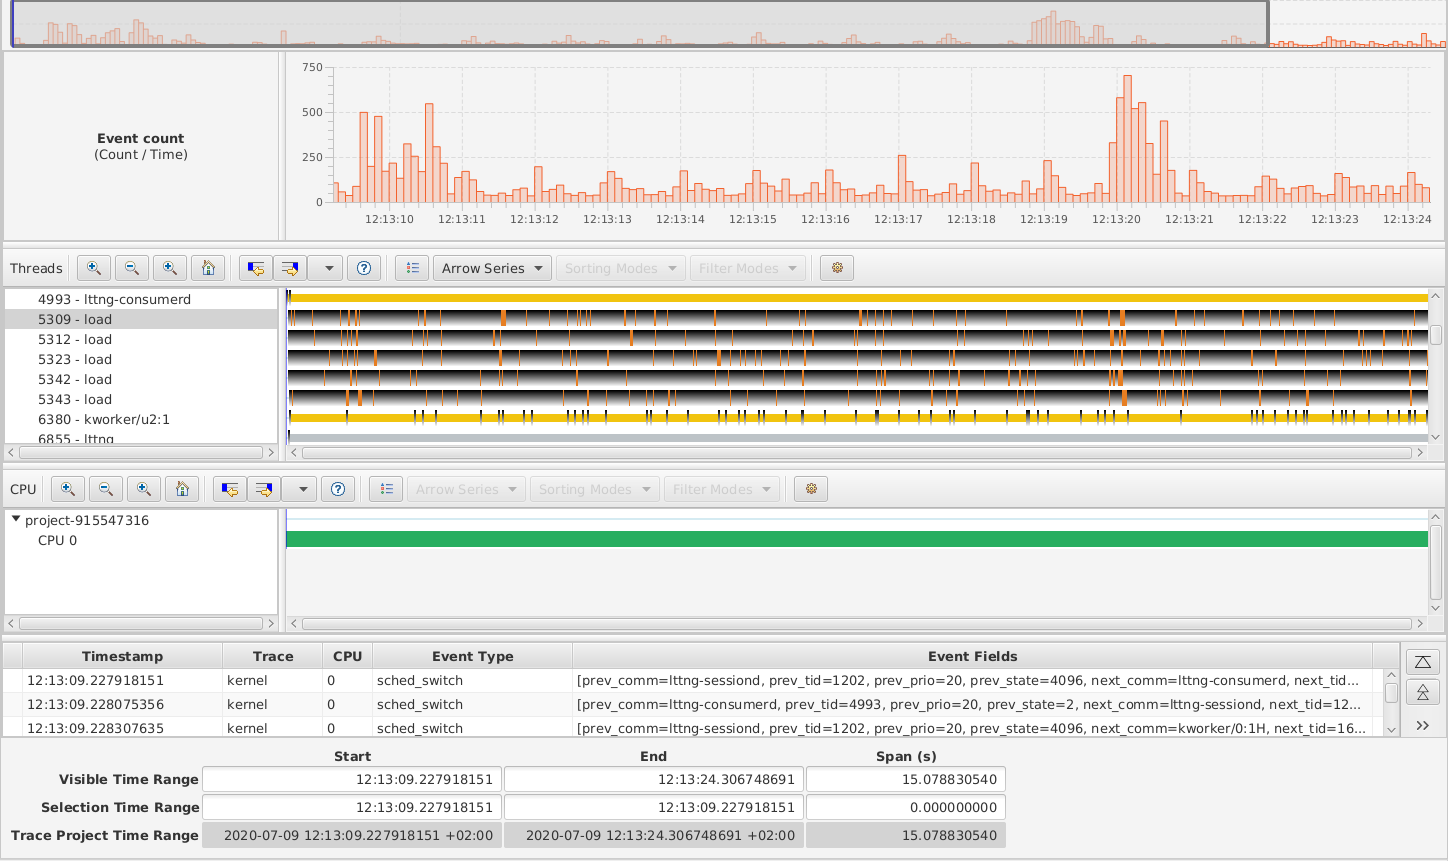 750
500
250
0
Event count
(Count / Time)
12:13:10 12:13:11 12:13:12 12:13:13 12:13:14 12:13:15 12:13:16 12:13:17 12:13:18 12:13:19 12:13:20 12:13:21 12:13:22 12:13:23 12:13:24
Threads Arrow Series Sorting Modes Filter Modes
4993 - lttng-consumerd
5309 - load
5312 - load
5323 - load
5342 - load
5343 - load
6380 - kworker/u2:1
6855 - lttng
CPU Arrow Series Sorting Modes Filter Modes
project-915547316
CPU 0
Timestamp Trace CPU Event Type Event Fields
12:13:09.227918151 kernel 0 sched_switch [prev_comm=lttng-sessiond, prev_tid=1202, prev_prio=20, prev_state=4096, next_comm=lttng-consumerd, next_tid...
12:13:09.228075356 kernel 0 sched_switch [prev_comm=lttng-consumerd, prev_tid=4993, prev_prio=20, prev_state=2, next_comm=lttng-sessiond, next_tid=12...
12:13:09.228307635 kernel 0 sched_switch [prev_comm=lttng-sessiond, prev_tid=1202, prev_prio=20, prev_state=4096, next_comm=kworker/0:1H, next_tid=16...
Start End Span (s)
Visible Time Range 12:13:09.227918151 12:13:24.306748691 15.078830540
Selection Time Range 12:13:09.227918151 12:13:09.227918151 0.000000000
Trace Project Time Range 2020-07-09 12:13:09.227918151 +02:00 2020-07-09 12:13:24.306748691 +02:00 15.078830540